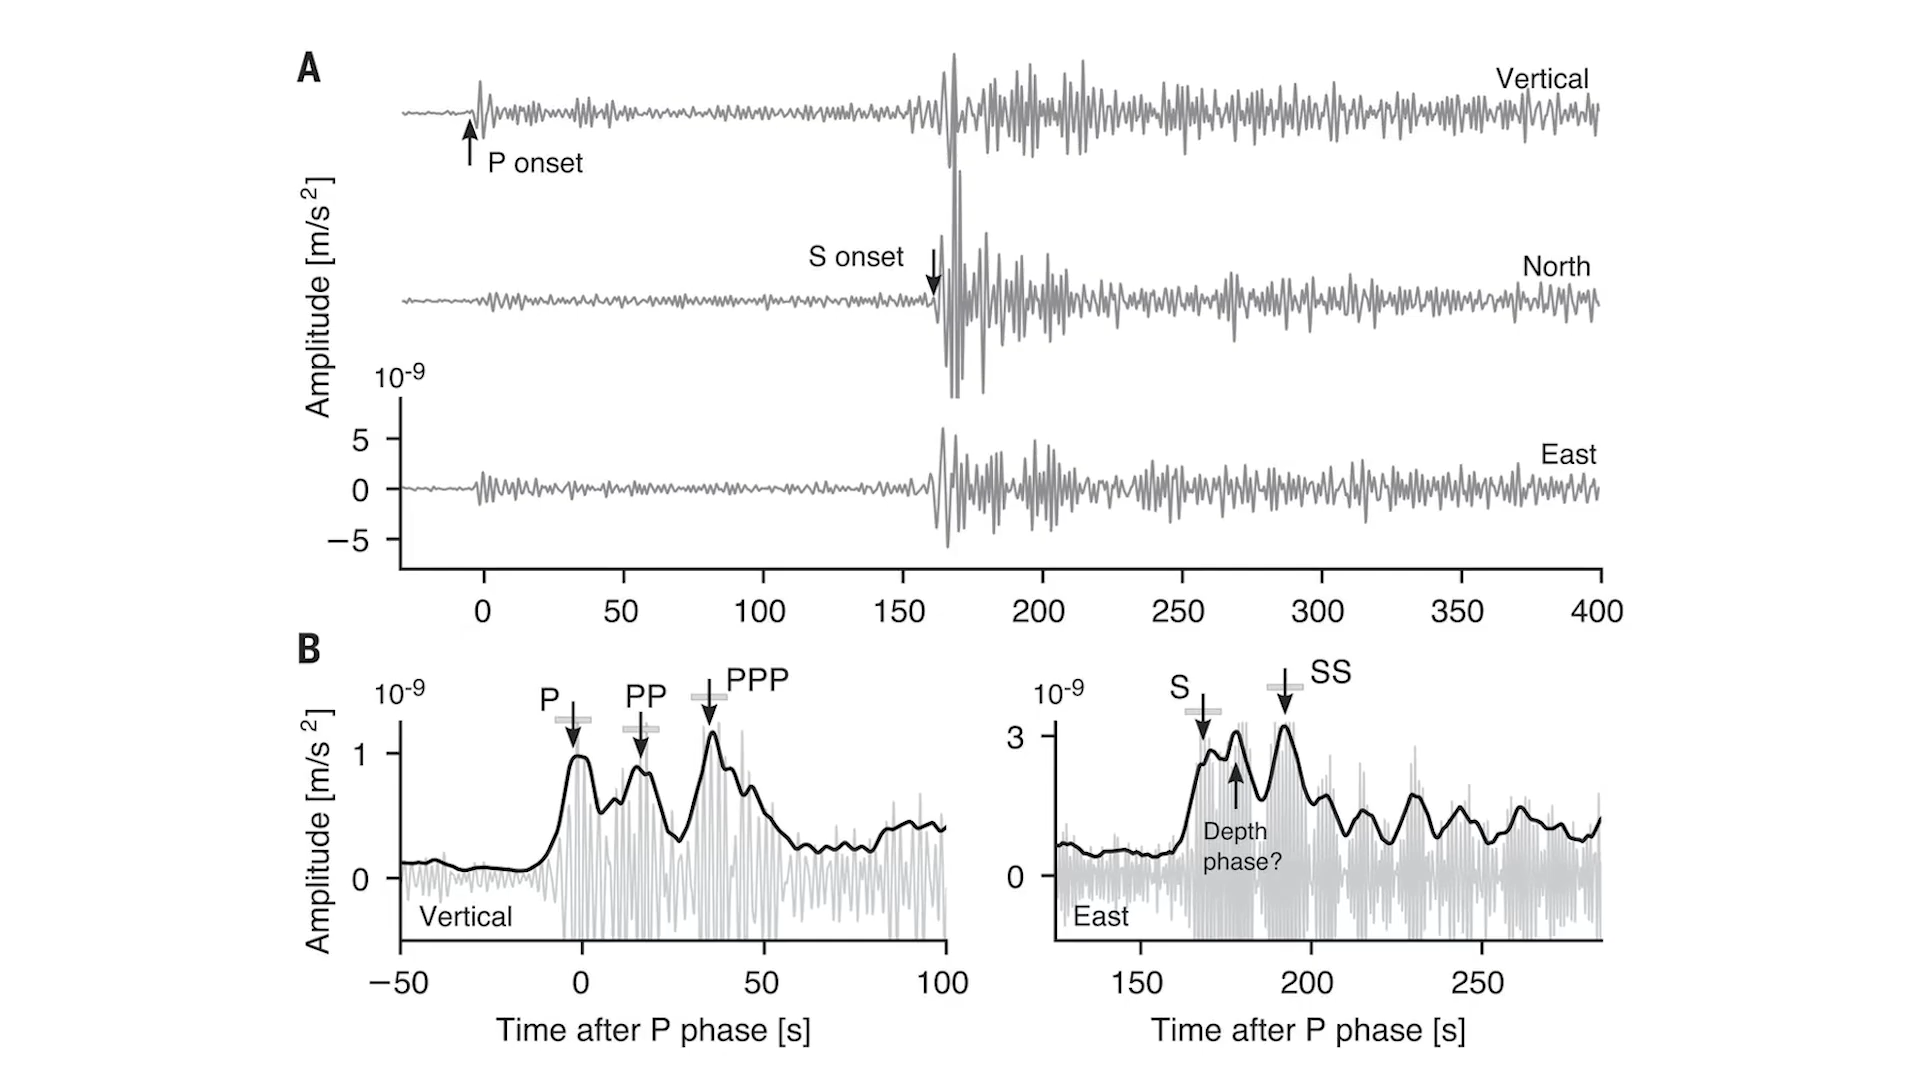 A
Vertical
P onset
S onset
North
Amplitude [m/s²]
10⁻⁹
East
5
0
−5
0 50 100 150 200 250 300 350 400
B
10⁻⁹
P
PP
PPP
Amplitude [m/s²]
1
0
Vertical
−50 0 50 100
Time after P phase [s]
10⁻⁹
S
SS
3
0
Depth
phase?
East
150 200 250
Time after P phase [s]